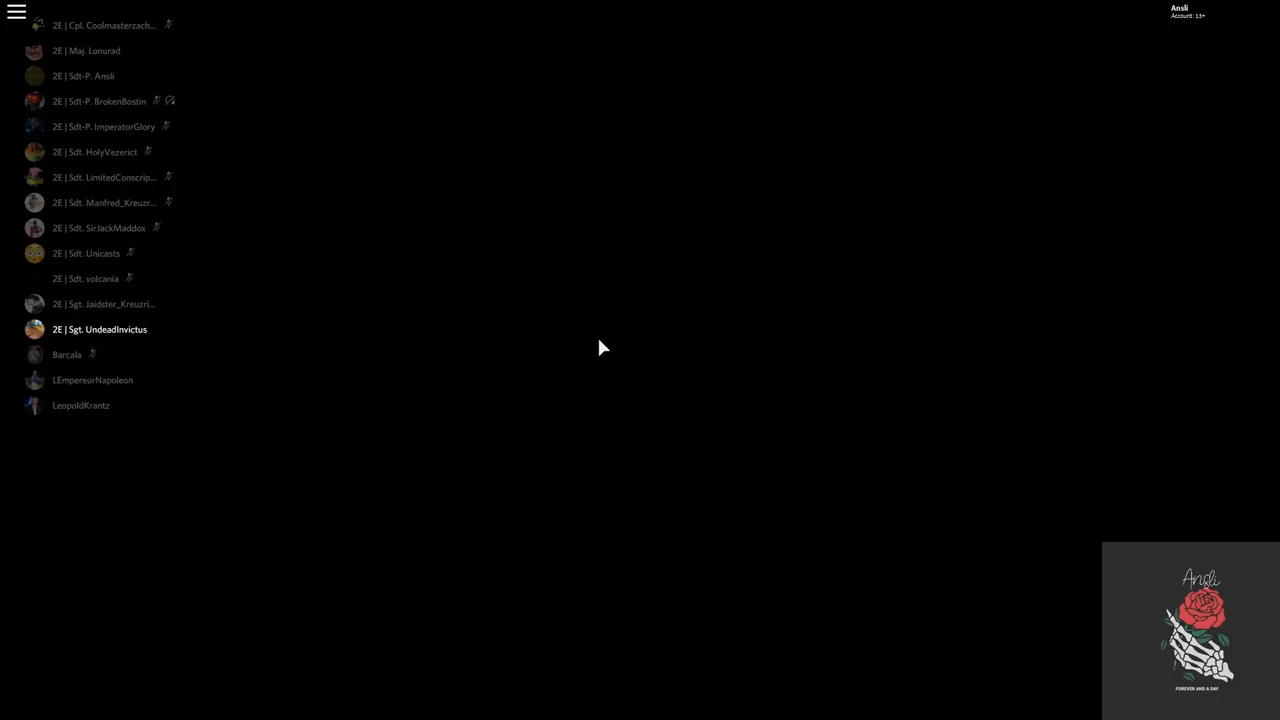 Ansli
Account: 13+
2E | Cpl. Coolmasterzach...
2E | Maj. Lonurad
2E | Sdt-P. Ansli
2E | Sdt-P. BrokenBostin
2E | Sdt-P. ImperatorGlory
2E | Sdt. HolyVezerict
2E | Sdt. LimitedConscrip...
2E | Sdt. Manfred_Kreuzr...
2E | Sdt. SirJackMaddox
2E | Sdt. Unicasts
2E | Sdt. volcania
2E | Sgt. Jaidster_Kreuzri...
2E | Sgt. UndeadInvictus
Barcala
LEmpereurNapoleon
LeopoldKrantz
Ansli
FOREVER AND A DAY